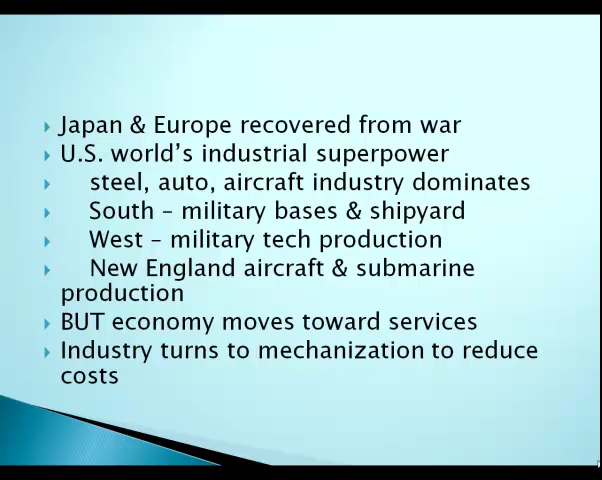 Japan & Europe recovered from war
U.S. world's industrial superpower
steel, auto, aircraft industry dominates
South – military bases & shipyard
West – military tech production
New England aircraft & submarine
production
BUT economy moves toward services
Industry turns to mechanization to reduce
costs